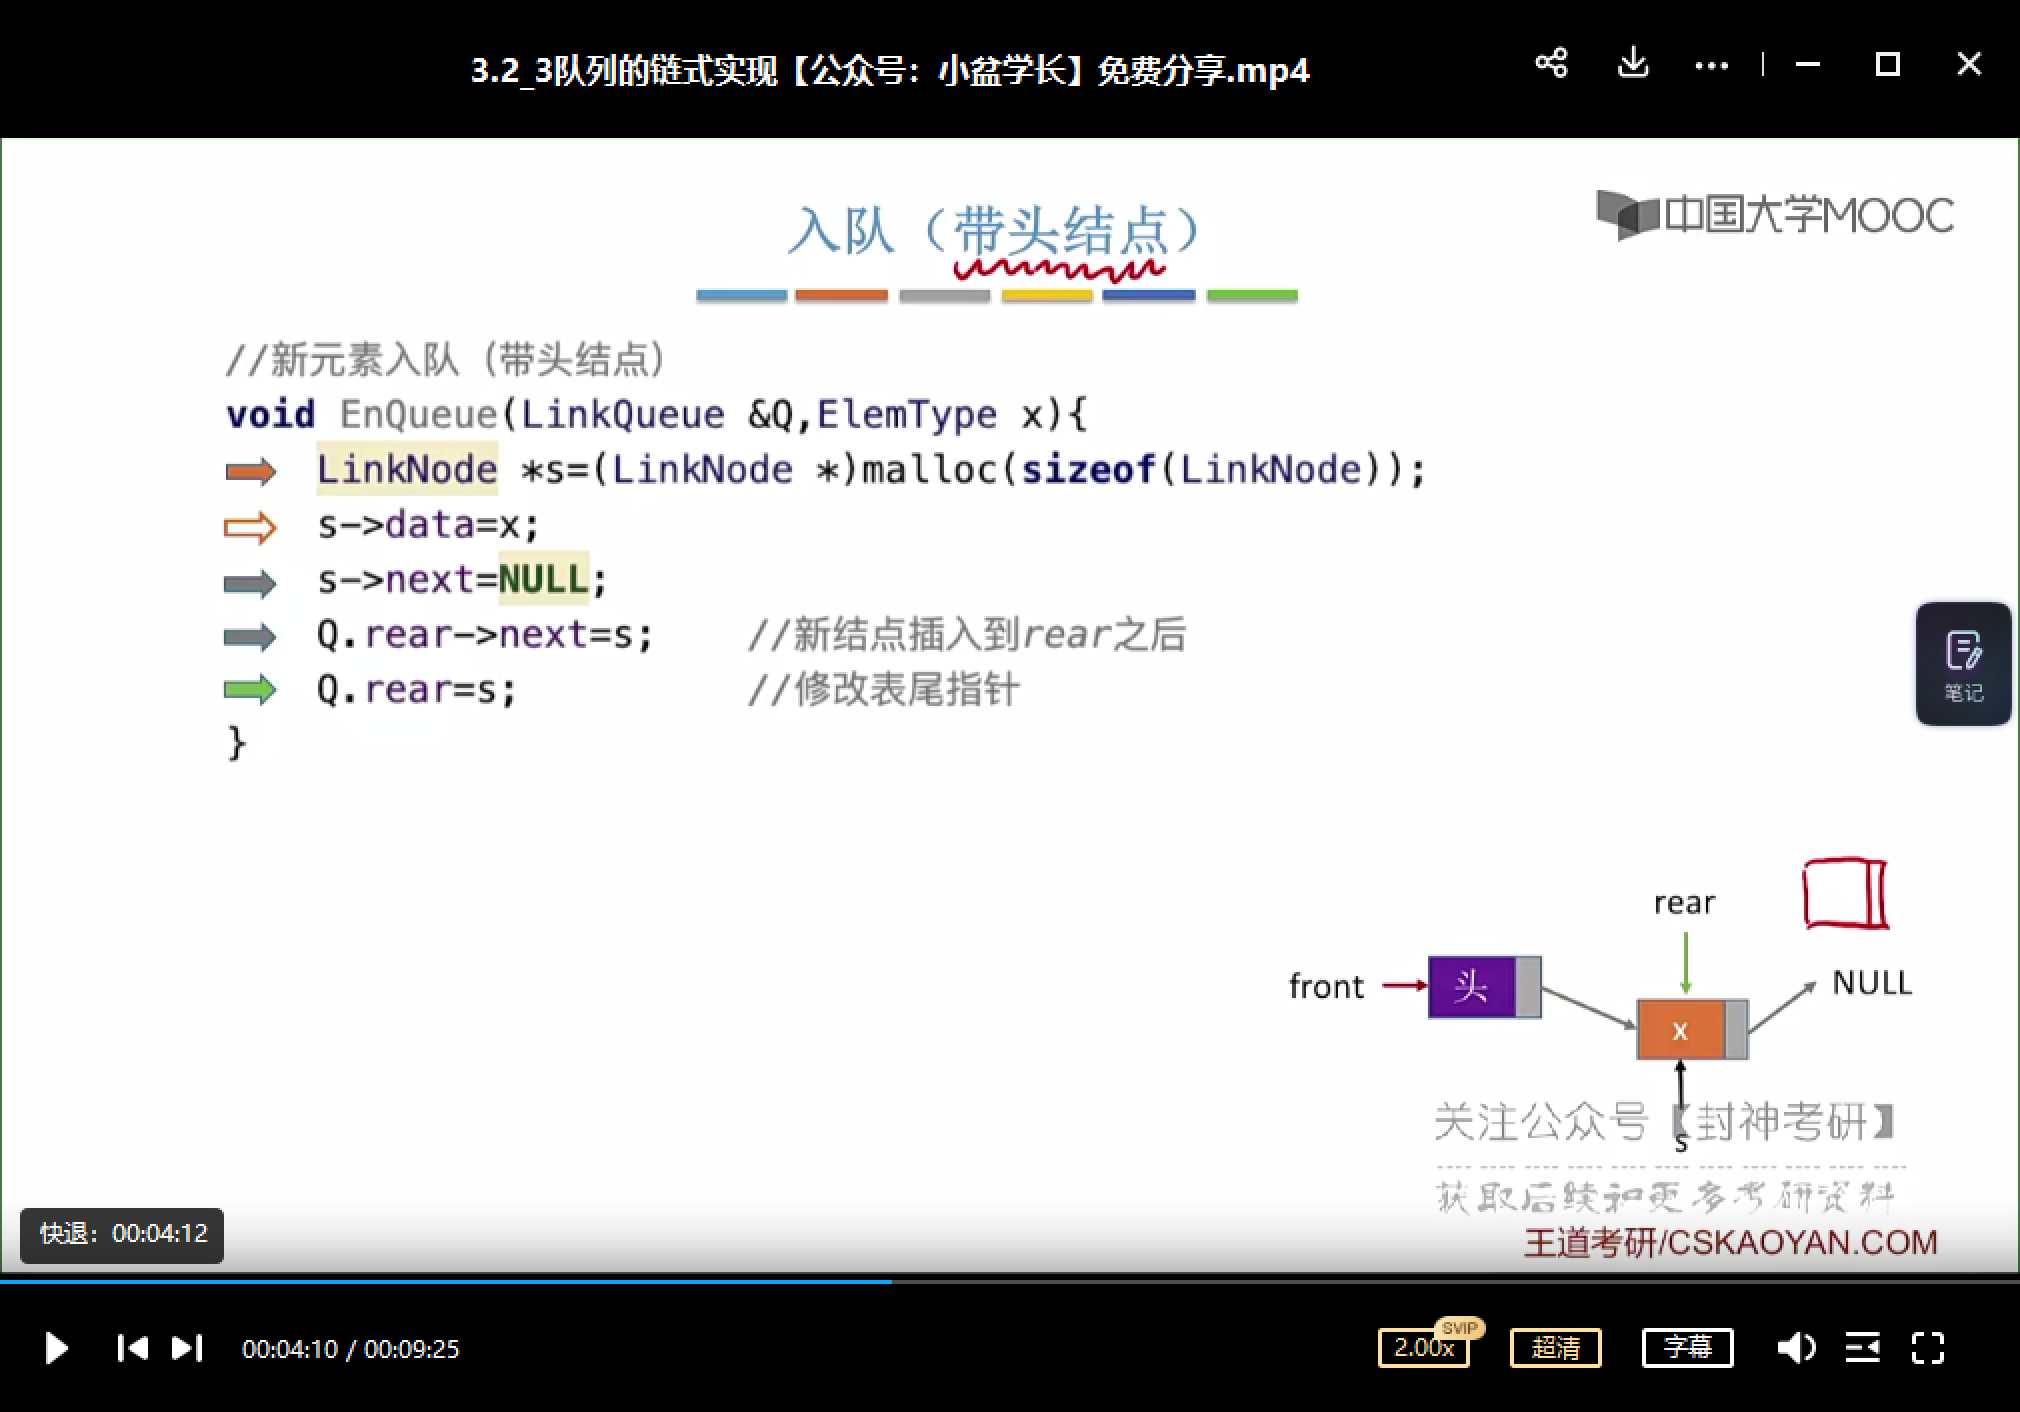 3.2_3队列的链式实现【公众号：小盆学长】免费分享.mp4
中国大学MOOC
入队（带头结点）
//新元素入队（带头结点）
void EnQueue(LinkQueue &Q,ElemType x){
LinkNode *s=(LinkNode *)malloc(sizeof(LinkNode));
s->data=x;
s->next=NULL;
Q.rear->next=s; //新结点插入到rear之后
Q.rear=s; //修改表尾指针
}
笔记
rear
front
头
NULL
x
s
关注公众号【封神考研】
获取后续和更多考研资料
王道考研/CSKAOYAN.COM
快退：00:04:12
00:04:10 / 00:09:25
2.00x
SVIP
超清
字幕